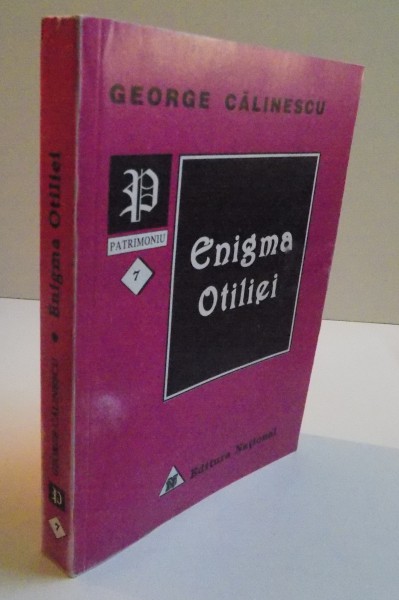 GEORGE CĂLINESCU
P
PATRIMONIU
7
Enigma
Otiliei
N Editura Național
GEORGE CĂLINESCU • Enigma Otiliei
P
7